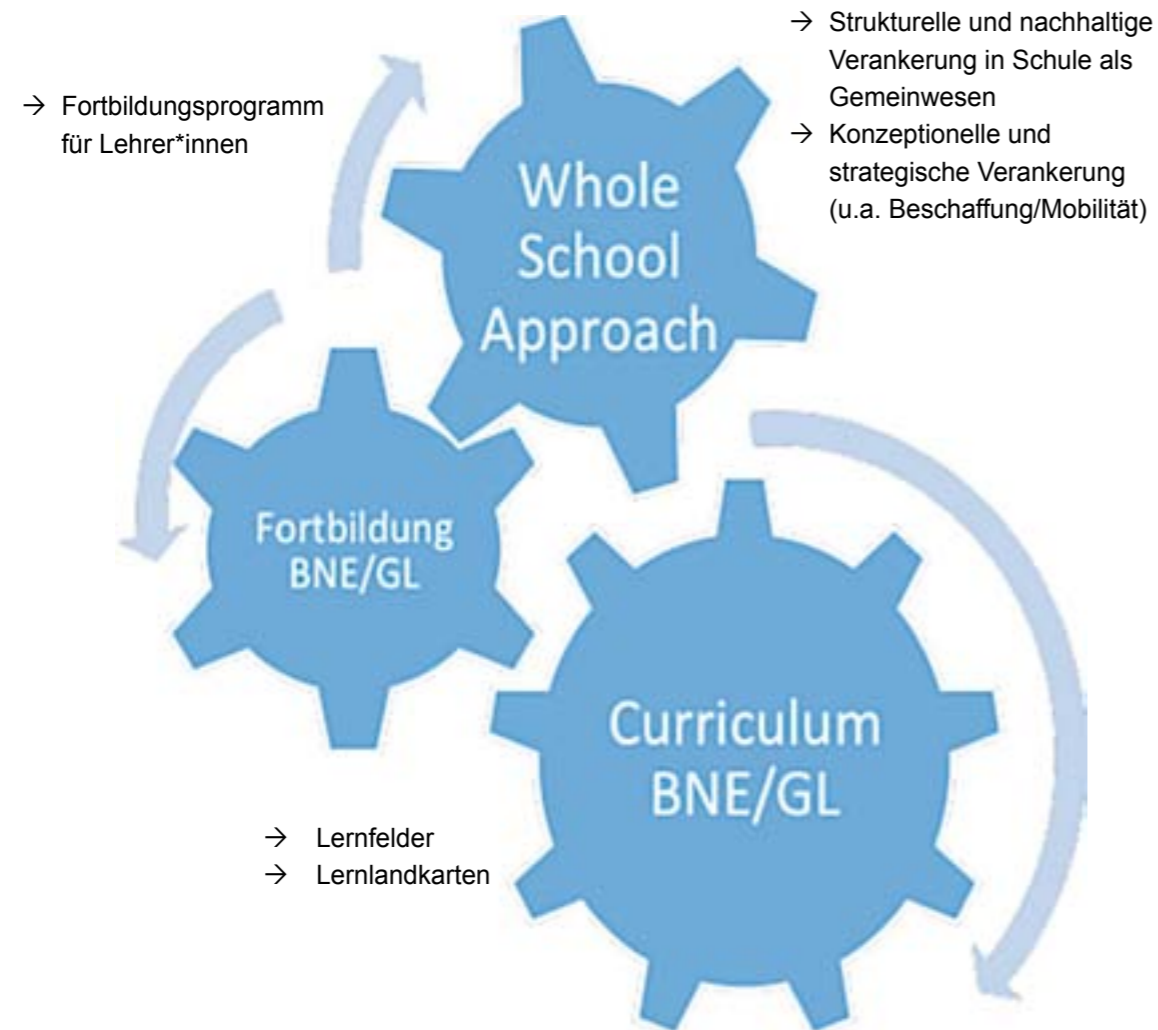 → Strukturelle und nachhaltige
Verankerung in Schule als
Gemeinwesen
→ Konzeptionelle und
strategische Verankerung
(u.a. Beschaffung/Mobilität)
→ Fortbildungsprogramm
für Lehrer*innen
Whole
School
Approach
Fortbildung
BNE/GL
Curriculum
BNE/GL
→ Lernfelder
→ Lernlandkarten